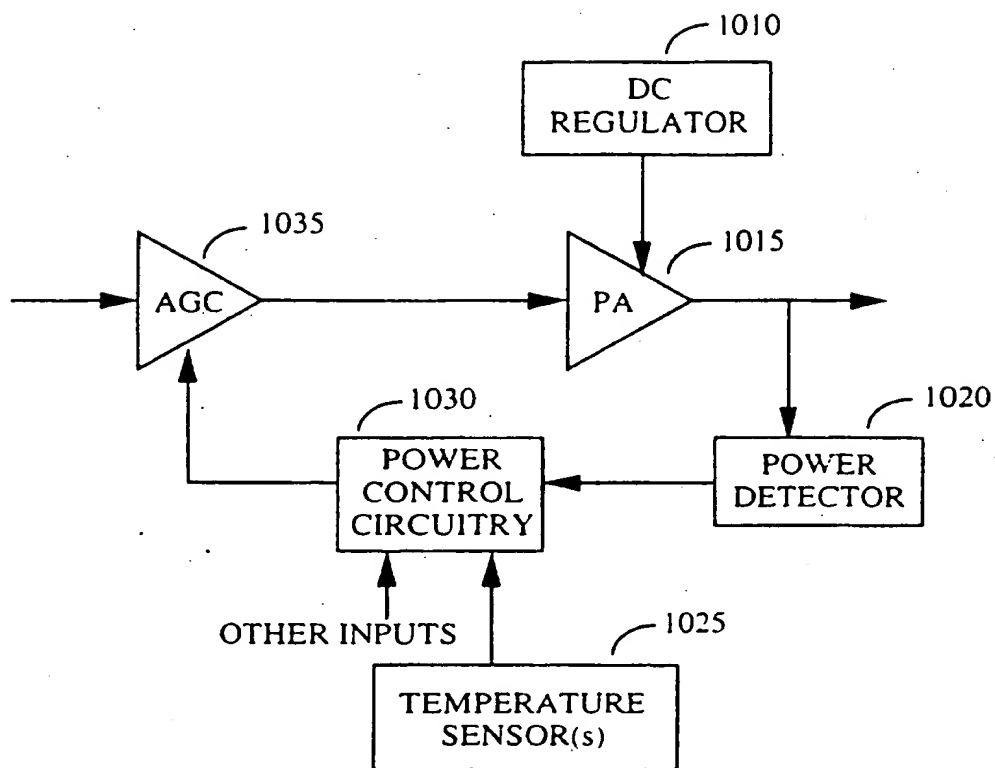 1010
DC
REGULATOR
1035
1015
AGC
PA
1030
1020
POWER
CONTROL
CIRCUITRY
POWER
DETECTOR
OTHER INPUTS
1025
TEMPERATURE
SENSOR(s)